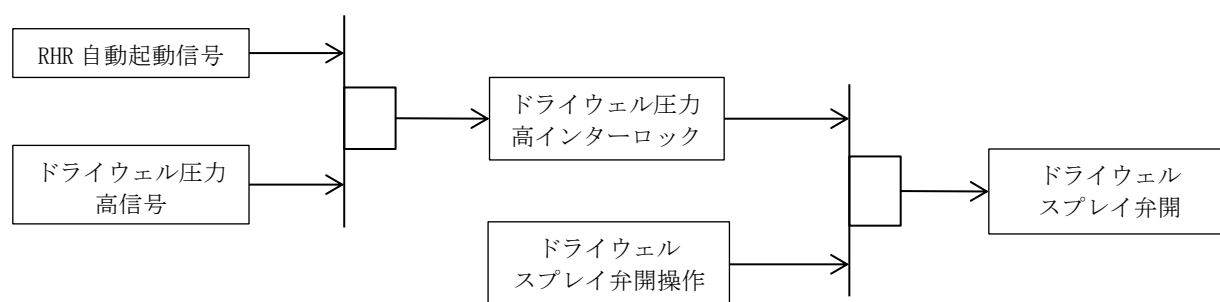 RHR 自動起動信号
ドライウェル圧力
高信号
ドライウェル圧力
高インターロック
ドライウェル
スプレイ弁開操作
ドライウェル
スプレイ弁開